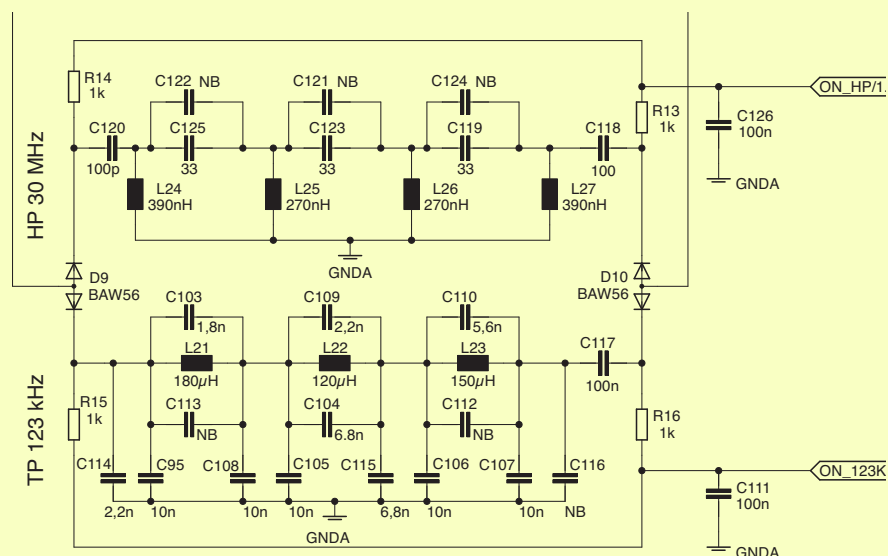 R14
1k
C122 NB
C121 NB
C124 NB
ON_HP/1.
R13
1k
C126
100n
C120
100p
C125
33
C123
33
C119
33
C118
100
GNDA
HP 30 MHz
L24
390nH
L25
270nH
L26
270nH
L27
390nH
GNDA
D9
BAW56
D10
BAW56
C103
1,8n
C109
2,2n
C110
5,6n
C117
100n
L21
180µH
L22
120µH
L23
150µH
TP 123 kHz
R15
1k
C113
NB
C104
6.8n
C112
NB
R16
1k
C114
2,2n
C95
10n
C108
10n
C105
10n
C115
6,8n
C106
10n
C107
10n
C116
NB
ON_123K
C111
100n
GNDA
GNDA